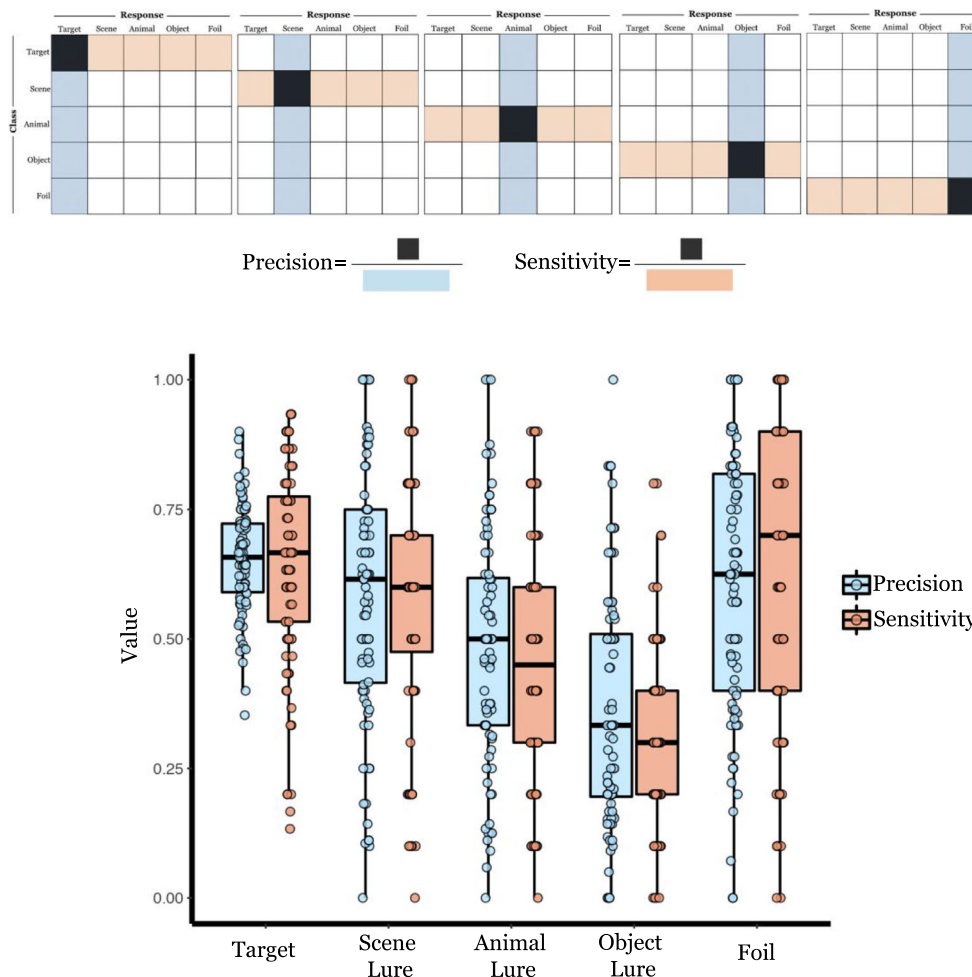 Response Response Response Response Response
Target Scene Animal Object Foil Target Scene Animal Object Foil Target Scene Animal Object Foil Target Scene Animal Object Foil Target Scene Animal Object Foil
Class
Target
Scene
Animal
Object
Foil
Precision=
Sensitivity=
Value
1.00
0.75
0.50
0.25
0.00
Target
Scene
Lure
Animal
Lure
Object
Lure
Foil
Precision
Sensitivity